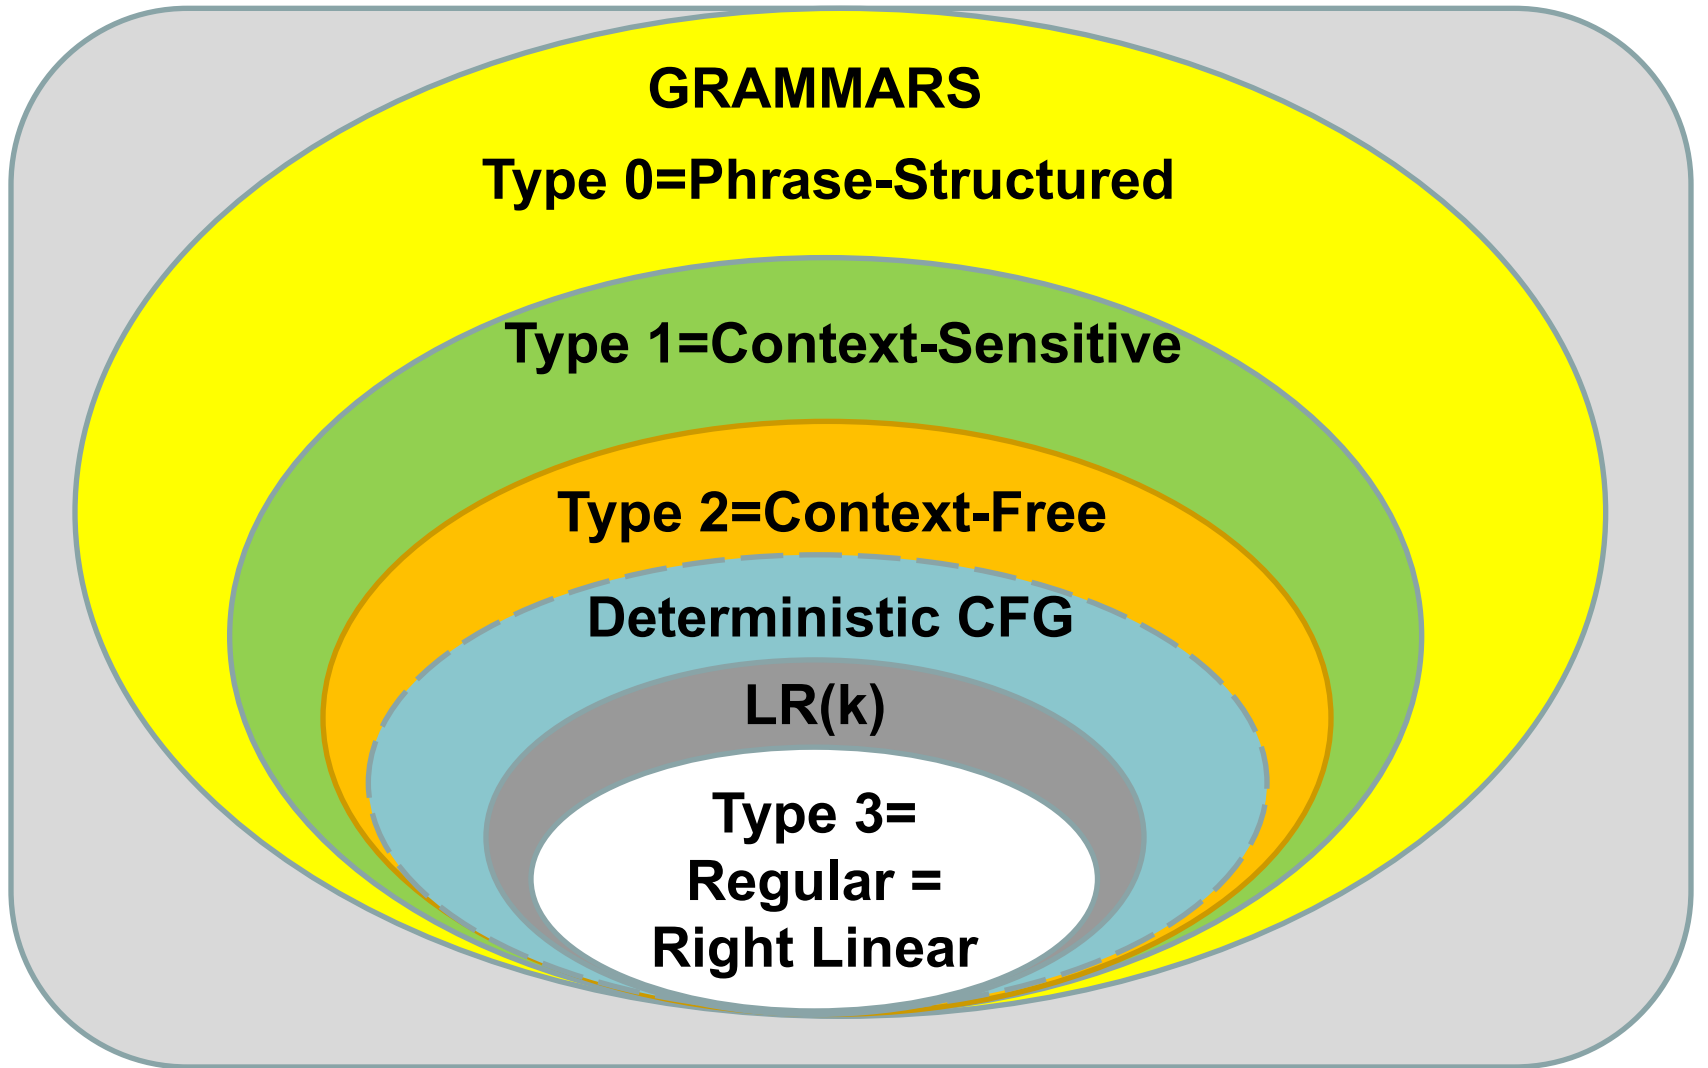 GRAMMARS
Type 0=Phrase-Structured
Type 1=Context-Sensitive
Type 2=Context-Free
Deterministic CFG
LR(k)
Type 3=
Regular =
Right Linear